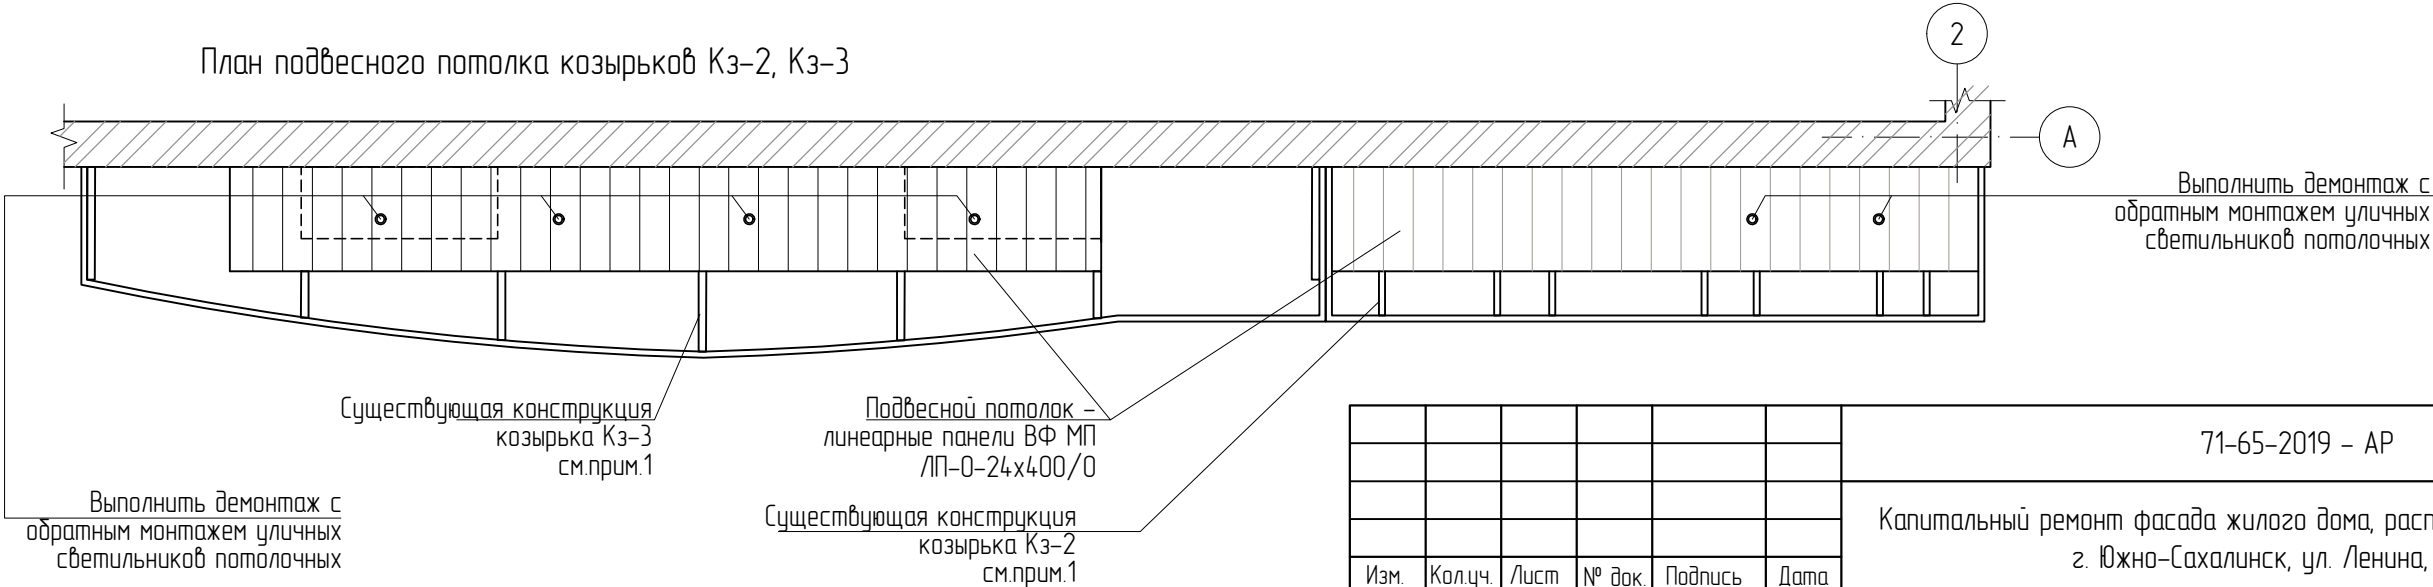 План подвесного потолка козырьков Кз-2, Кз-3
2
А
Выполнить демонтаж с
обратным монтажем уличных
светильников потолочных
Существующая конструкция
козырька Кз-3
см.прим.1
Подвесной потолок -
линеарные панели ВФ МП
ЛП-О-24х400/0
Выполнить демонтаж с
обратным монтажем уличных
светильников потолочных
Существующая конструкция
козырька Кз-2
см.прим.1
71-65-2019 - АР
Капитальный ремонт фасада жилого дома, расп
г. Южно-Сахалинск, ул. Ленина,
Изм. Кол.уч. Лист № док. Подпись Дата